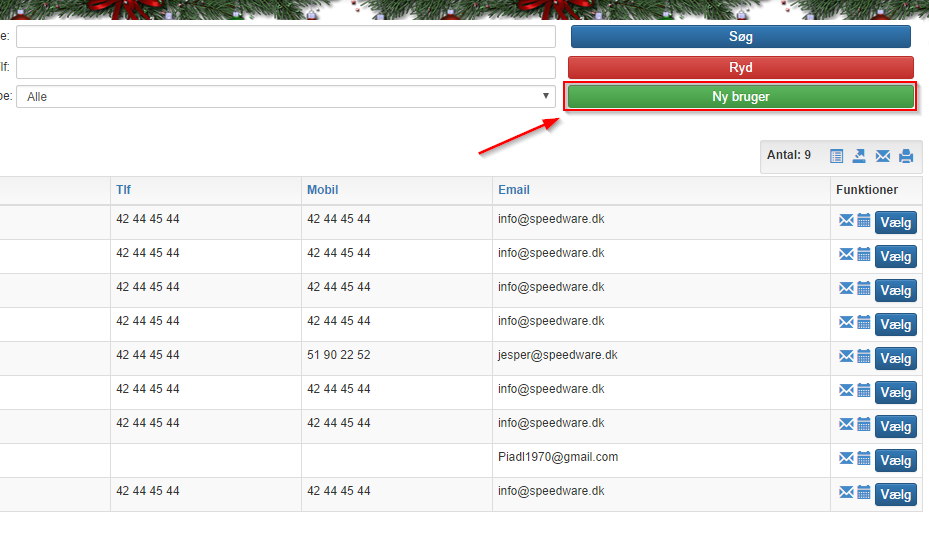 e: Søg
lf: Ryd
pe: Alle Ny bruger
Antal: 9
Tlf Mobil Email Funktioner
42 44 45 44 42 44 45 44 info@speedware.dk Vælg
42 44 45 44 42 44 45 44 info@speedware.dk Vælg
42 44 45 44 42 44 45 44 info@speedware.dk Vælg
42 44 45 44 42 44 45 44 info@speedware.dk Vælg
42 44 45 44 51 90 22 52 jesper@speedware.dk Vælg
42 44 45 44 42 44 45 44 info@speedware.dk Vælg
42 44 45 44 42 44 45 44 info@speedware.dk Vælg
Piadl1970@gmail.com Vælg
42 44 45 44 42 44 45 44 info@speedware.dk Vælg